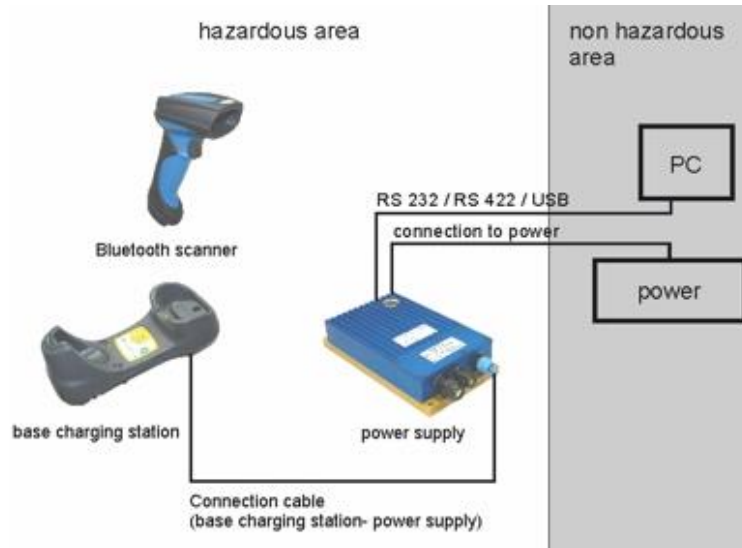 hazardous area
non hazardous
area
PC
RS 232 / RS 422 / USB
connection to power
Bluetooth scanner
power
base charging station
power supply
Connection cable
(base charging station- power supply)